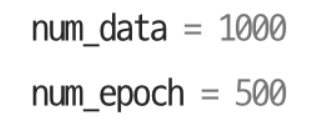 num_data = 1000
num_epoch = 500